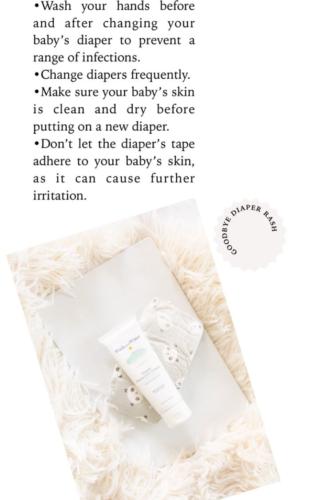 •Wash your hands before
and after changing your
baby's diaper to prevent a
range of infections.
•Change diapers frequently.
•Make sure your baby's skin
is clean and dry before
putting on a new diaper.
•Don't let the diaper's tape
adhere to your baby's skin,
as it can cause further
irritation.
GOODBYE DIAPER RASH